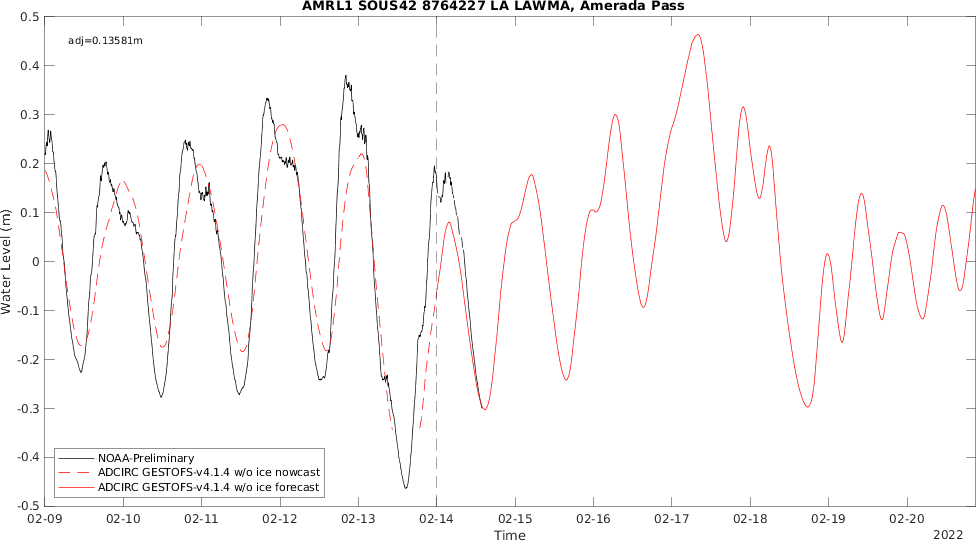 AMRL1 SOUS42 8764227 LA LAWMA, Amerada Pass
adj=0.13581m
0.5
0.4
0.3
0.2
0.1
0
-0.1
-0.2
-0.3
-0.4
-0.5
Water Level (m)
NOAA-Preliminary
ADCIRC GESTOFS-v4.1.4 w/o ice nowcast
ADCIRC GESTOFS-v4.1.4 w/o ice forecast
02-09 02-10 02-11 02-12 02-13 02-14 02-15 02-16 02-17 02-18 02-19 02-20
Time
2022